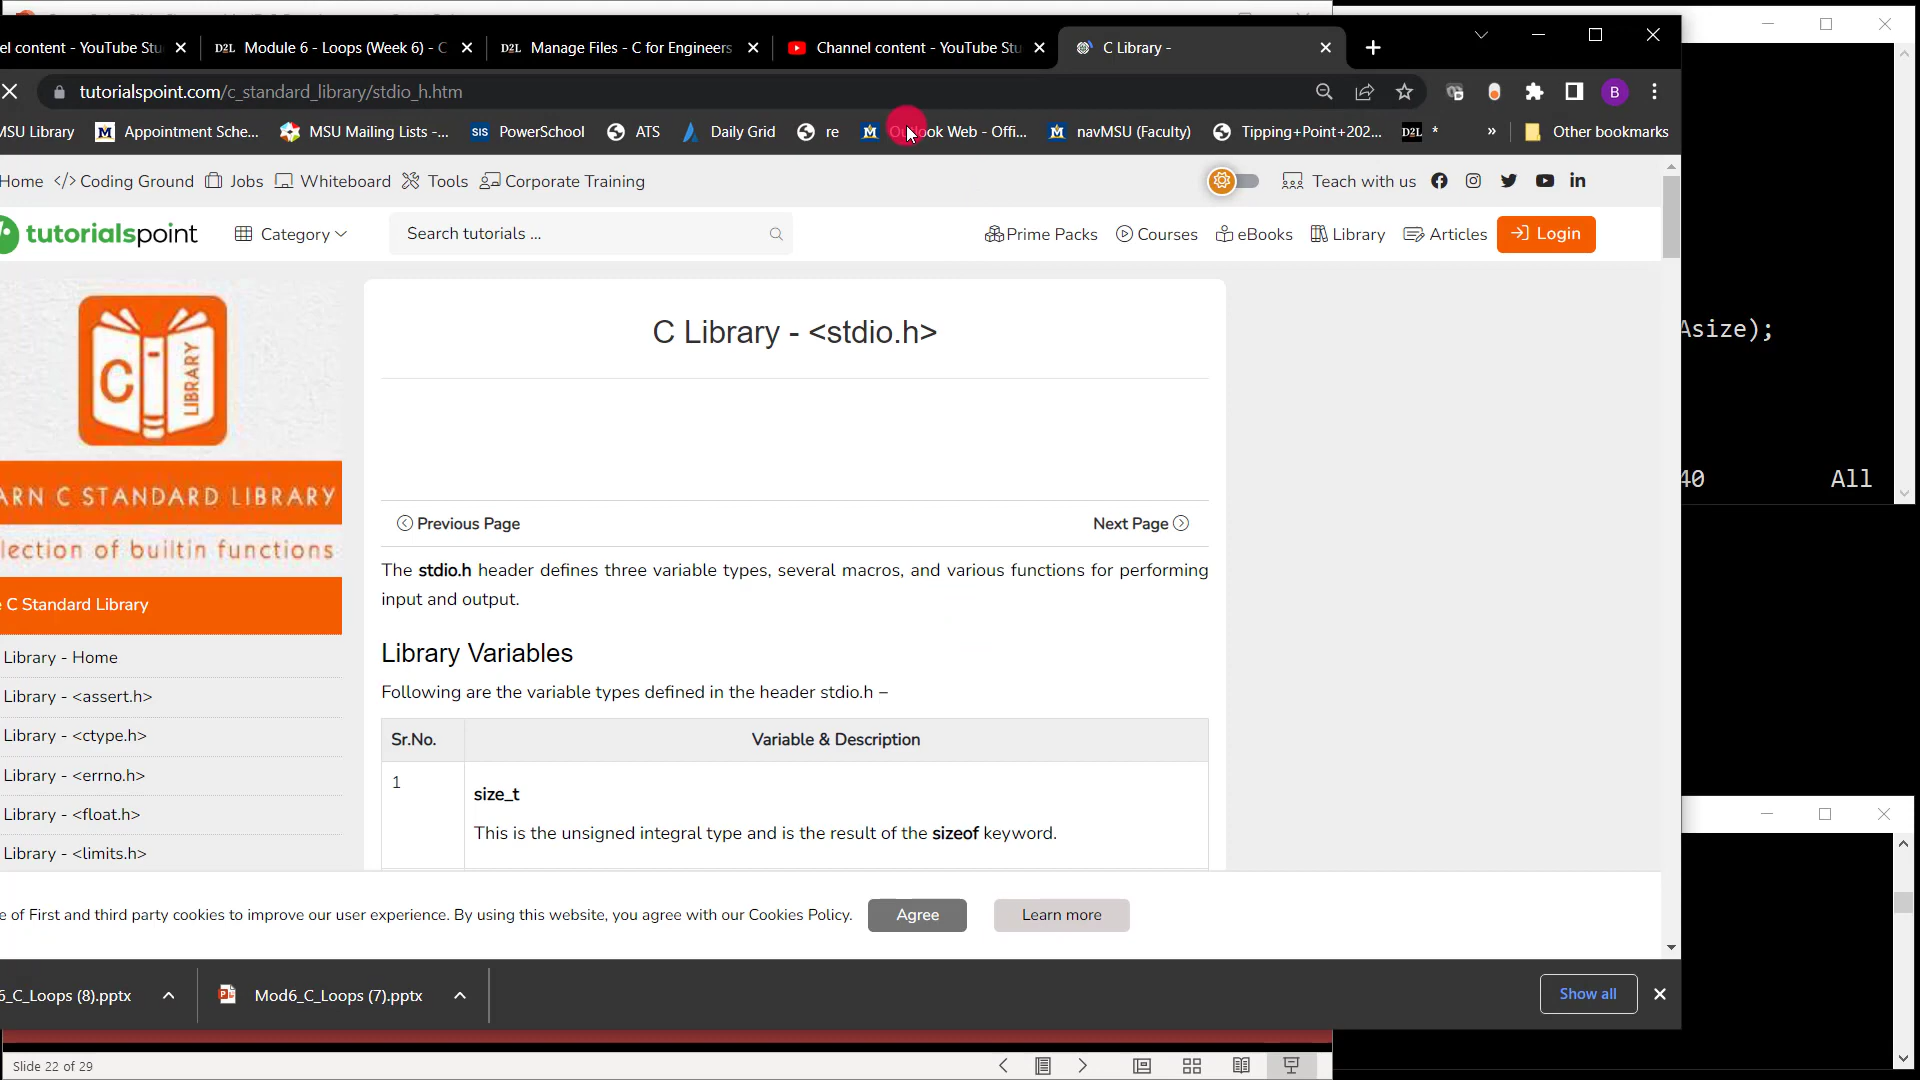 el content - YouTube Stu
D2L Module 6 - Loops (Week 6) - C
D2L Manage Files - C for Engineers
Channel content - YouTube Stu
C Library -
tutorialspoint.com/c_standard_library/stdio_h.htm
B
MSU Library
M Appointment Sche...
MSU Mailing Lists -...
SIS PowerSchool
ATS
Daily Grid
re
M Outlook Web - Offi...
M navMSU (Faculty)
Tipping+Point+202...
D2L *
»
Other bookmarks
Home </> Coding Ground Jobs Whiteboard Tools Corporate Training
Teach with us
tutorialspoint
Category
Search tutorials ...
Prime Packs Courses eBooks Library Articles Login
C LIBRARY
ARN C STANDARD LIBRARY
lection of builtin functions
C Standard Library
Library - Home
Library - <assert.h>
Library - <ctype.h>
Library - <errno.h>
Library - <float.h>
Library - <limits.h>
C Library - <stdio.h>
Previous Page
Next Page
The stdio.h header defines three variable types, several macros, and various functions for performing
input and output.
Library Variables
Following are the variable types defined in the header stdio.h –
Sr.No. Variable & Description
1
size_t
This is the unsigned integral type and is the result of the sizeof keyword.
e of First and third party cookies to improve our user experience. By using this website, you agree with our Cookies Policy.
Agree
Learn more
6_C_Loops (8).pptx
Mod6_C_Loops (7).pptx
Show all
Slide 22 of 29
Asize);
40 All